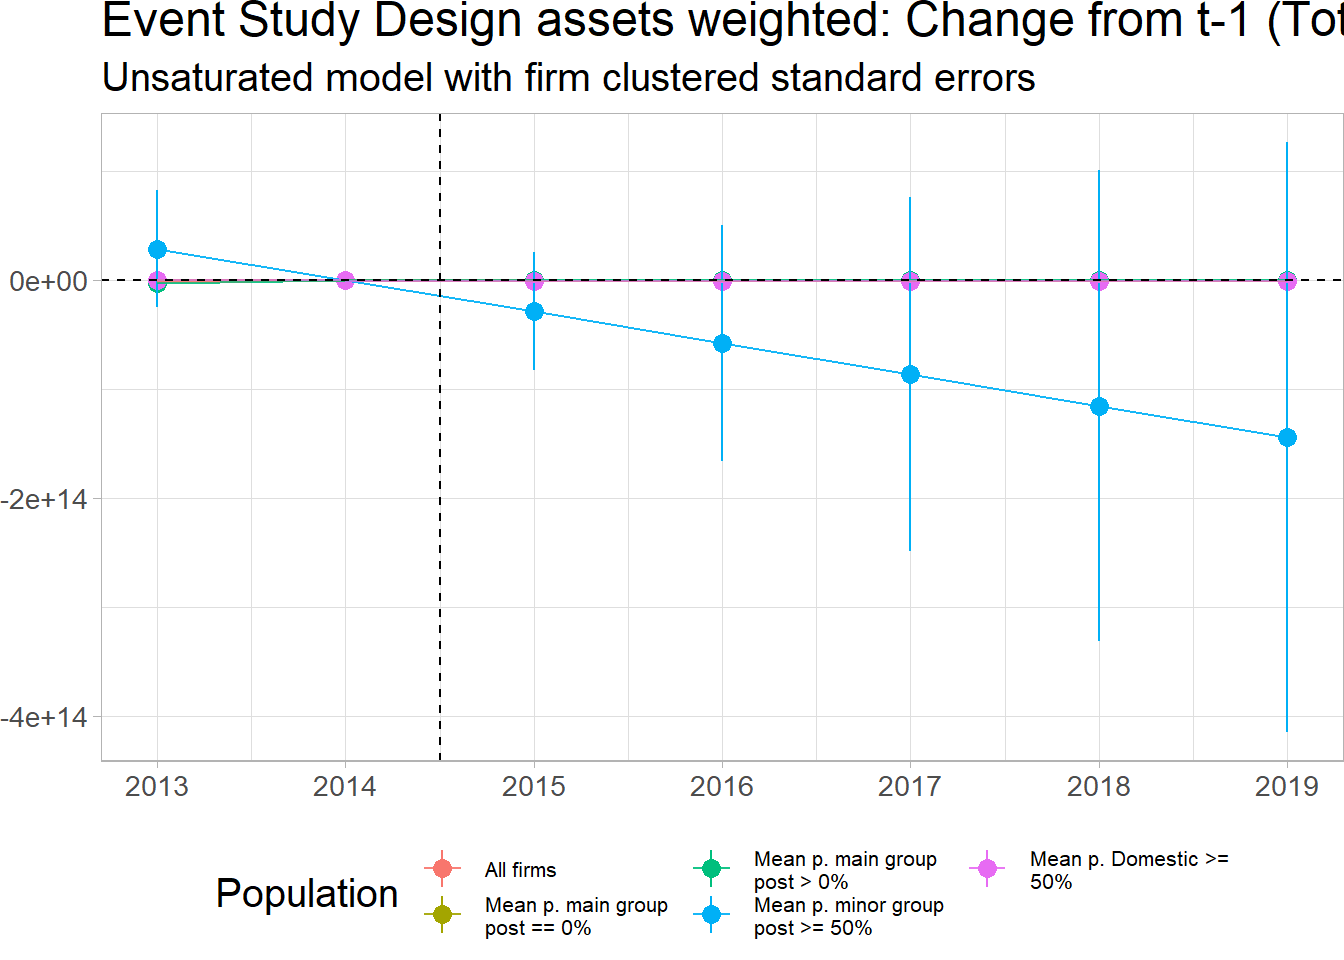 Event Study Design assets weighted: Change from t-1 (Tot
Unsaturated model with firm clustered standard errors
0e+00
-2e+14
-4e+14
2013 2014 2015 2016 2017 2018 2019
Population
All firms
Mean p. main group
post == 0%
Mean p. main group
post > 0%
Mean p. minor group
post >= 50%
Mean p. Domestic >=
50%